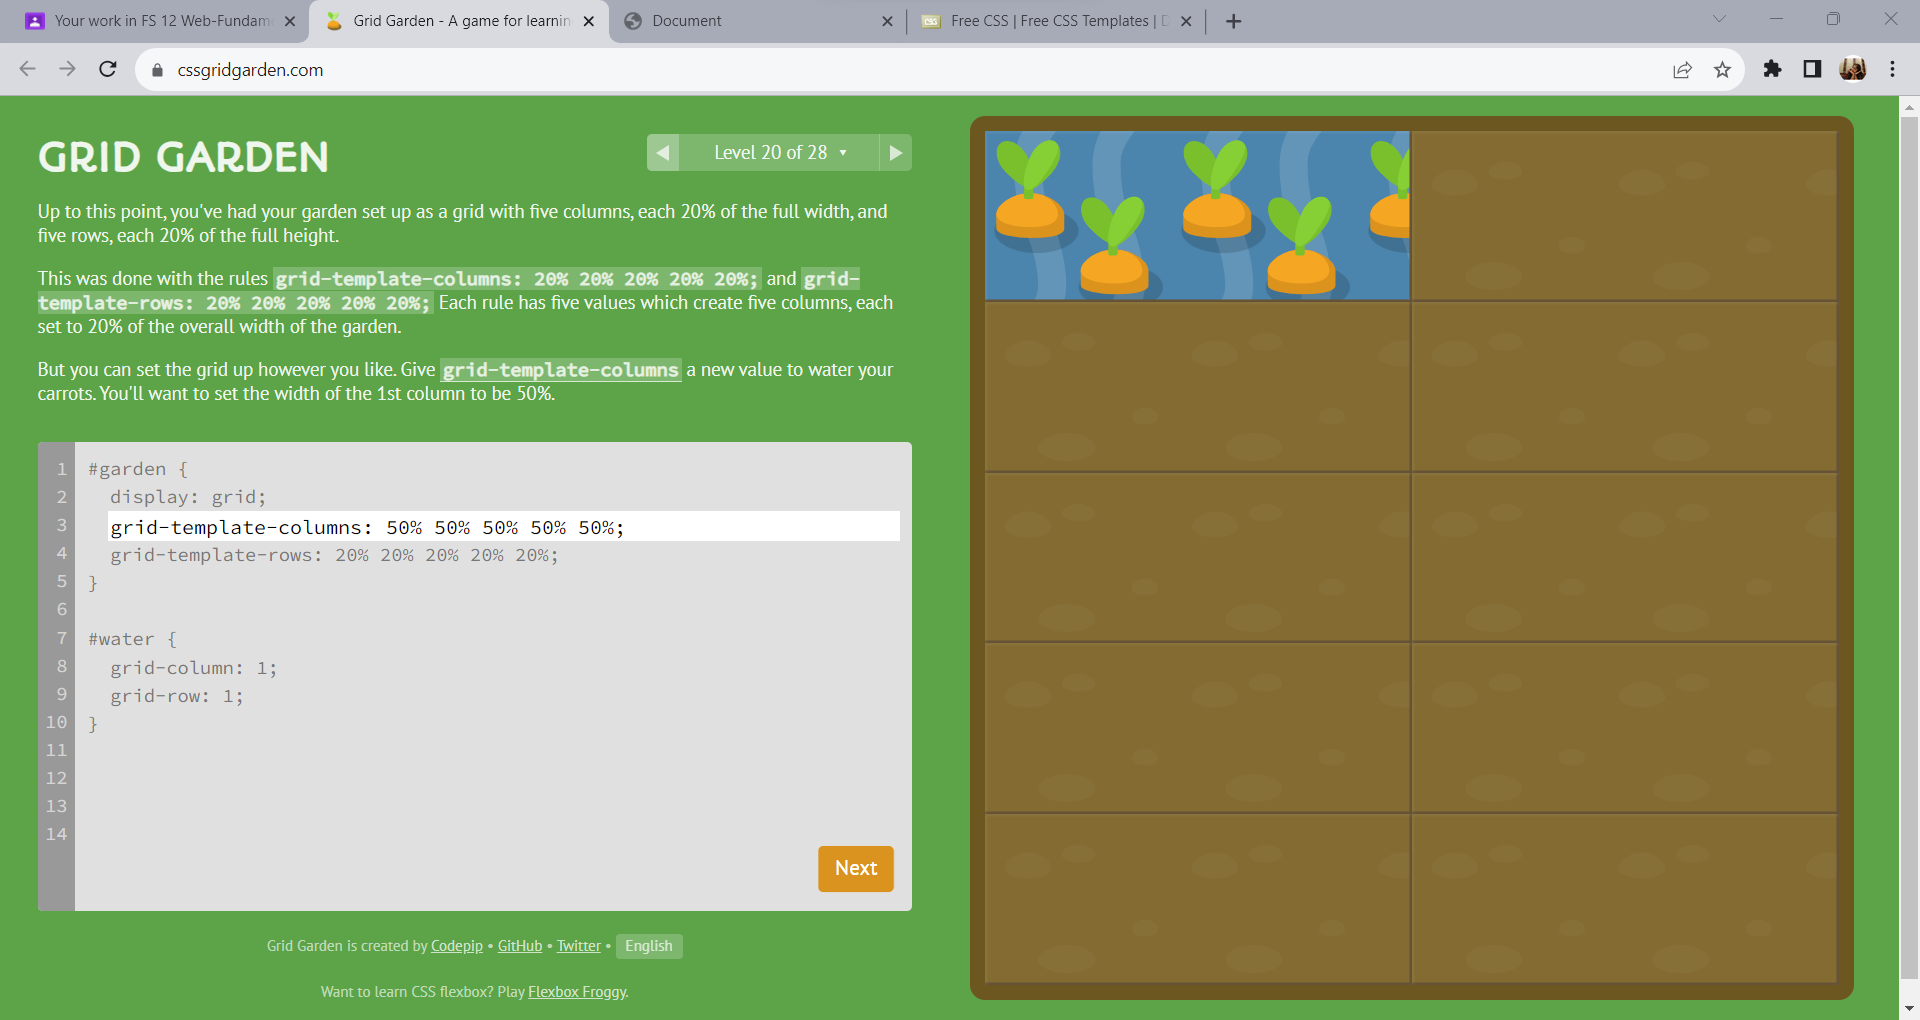 Your work in FS 12 Web-Fundam
Grid Garden - A game for learnin
Document
Free CSS | Free CSS Templates | D
cssgridgarden.com
GRID GARDEN
Level 20 of 28
Up to this point, you've had your garden set up as a grid with five columns, each 20% of the full width, and
five rows, each 20% of the full height.
This was done with the rules grid-template-columns: 20% 20% 20% 20% 20%; and grid-
template-rows: 20% 20% 20% 20% 20%; Each rule has five values which create five columns, each
set to 20% of the overall width of the garden.
But you can set the grid up however you like. Give grid-template-columns a new value to water your
carrots. You'll want to set the width of the 1st column to be 50%.
1 #garden {
2 display: grid;
3 grid-template-columns: 50% 50% 50% 50% 50%;
4 grid-template-rows: 20% 20% 20% 20% 20%;
5 }
6
7 #water {
8 grid-column: 1;
9 grid-row: 1;
10 }
11
12
13
14
Next
Grid Garden is created by Codepip • GitHub • Twitter • English
Want to learn CSS flexbox? Play Flexbox Froggy.